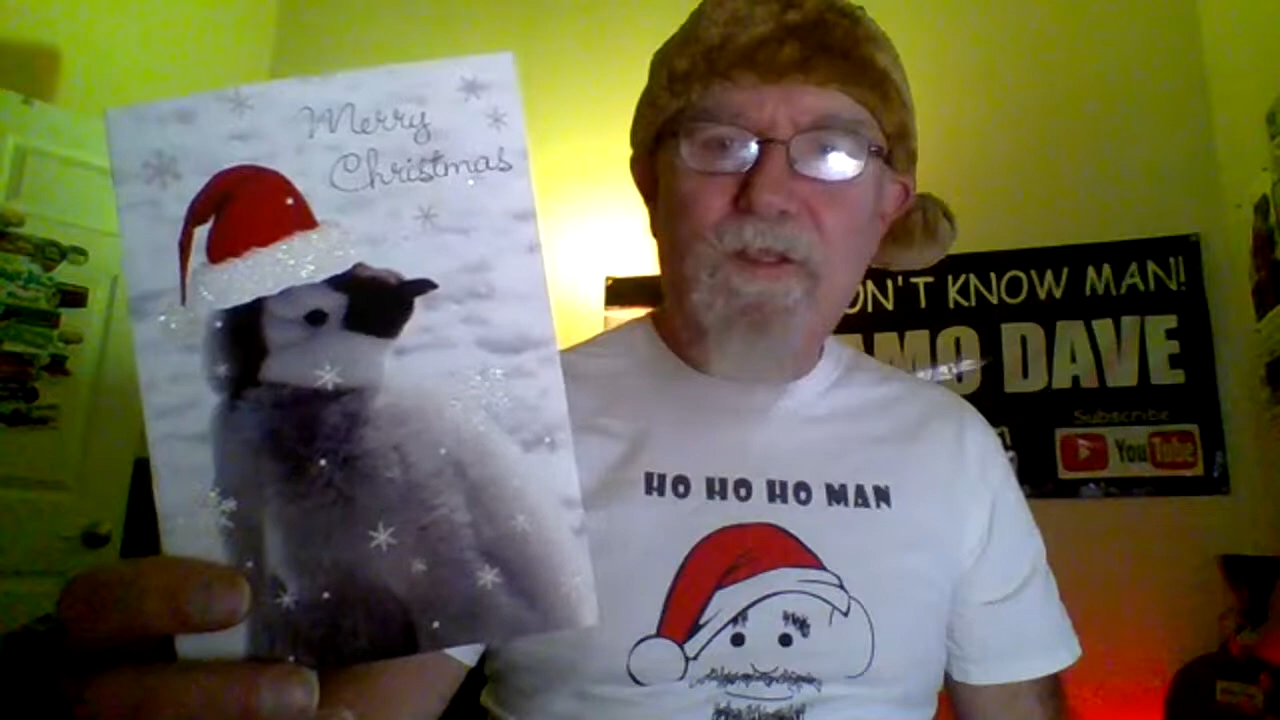 Merry
Christmas
HO HO HO MAN
ON'T KNOW MAN!
AMO DAVE
Subscribe
YouTube